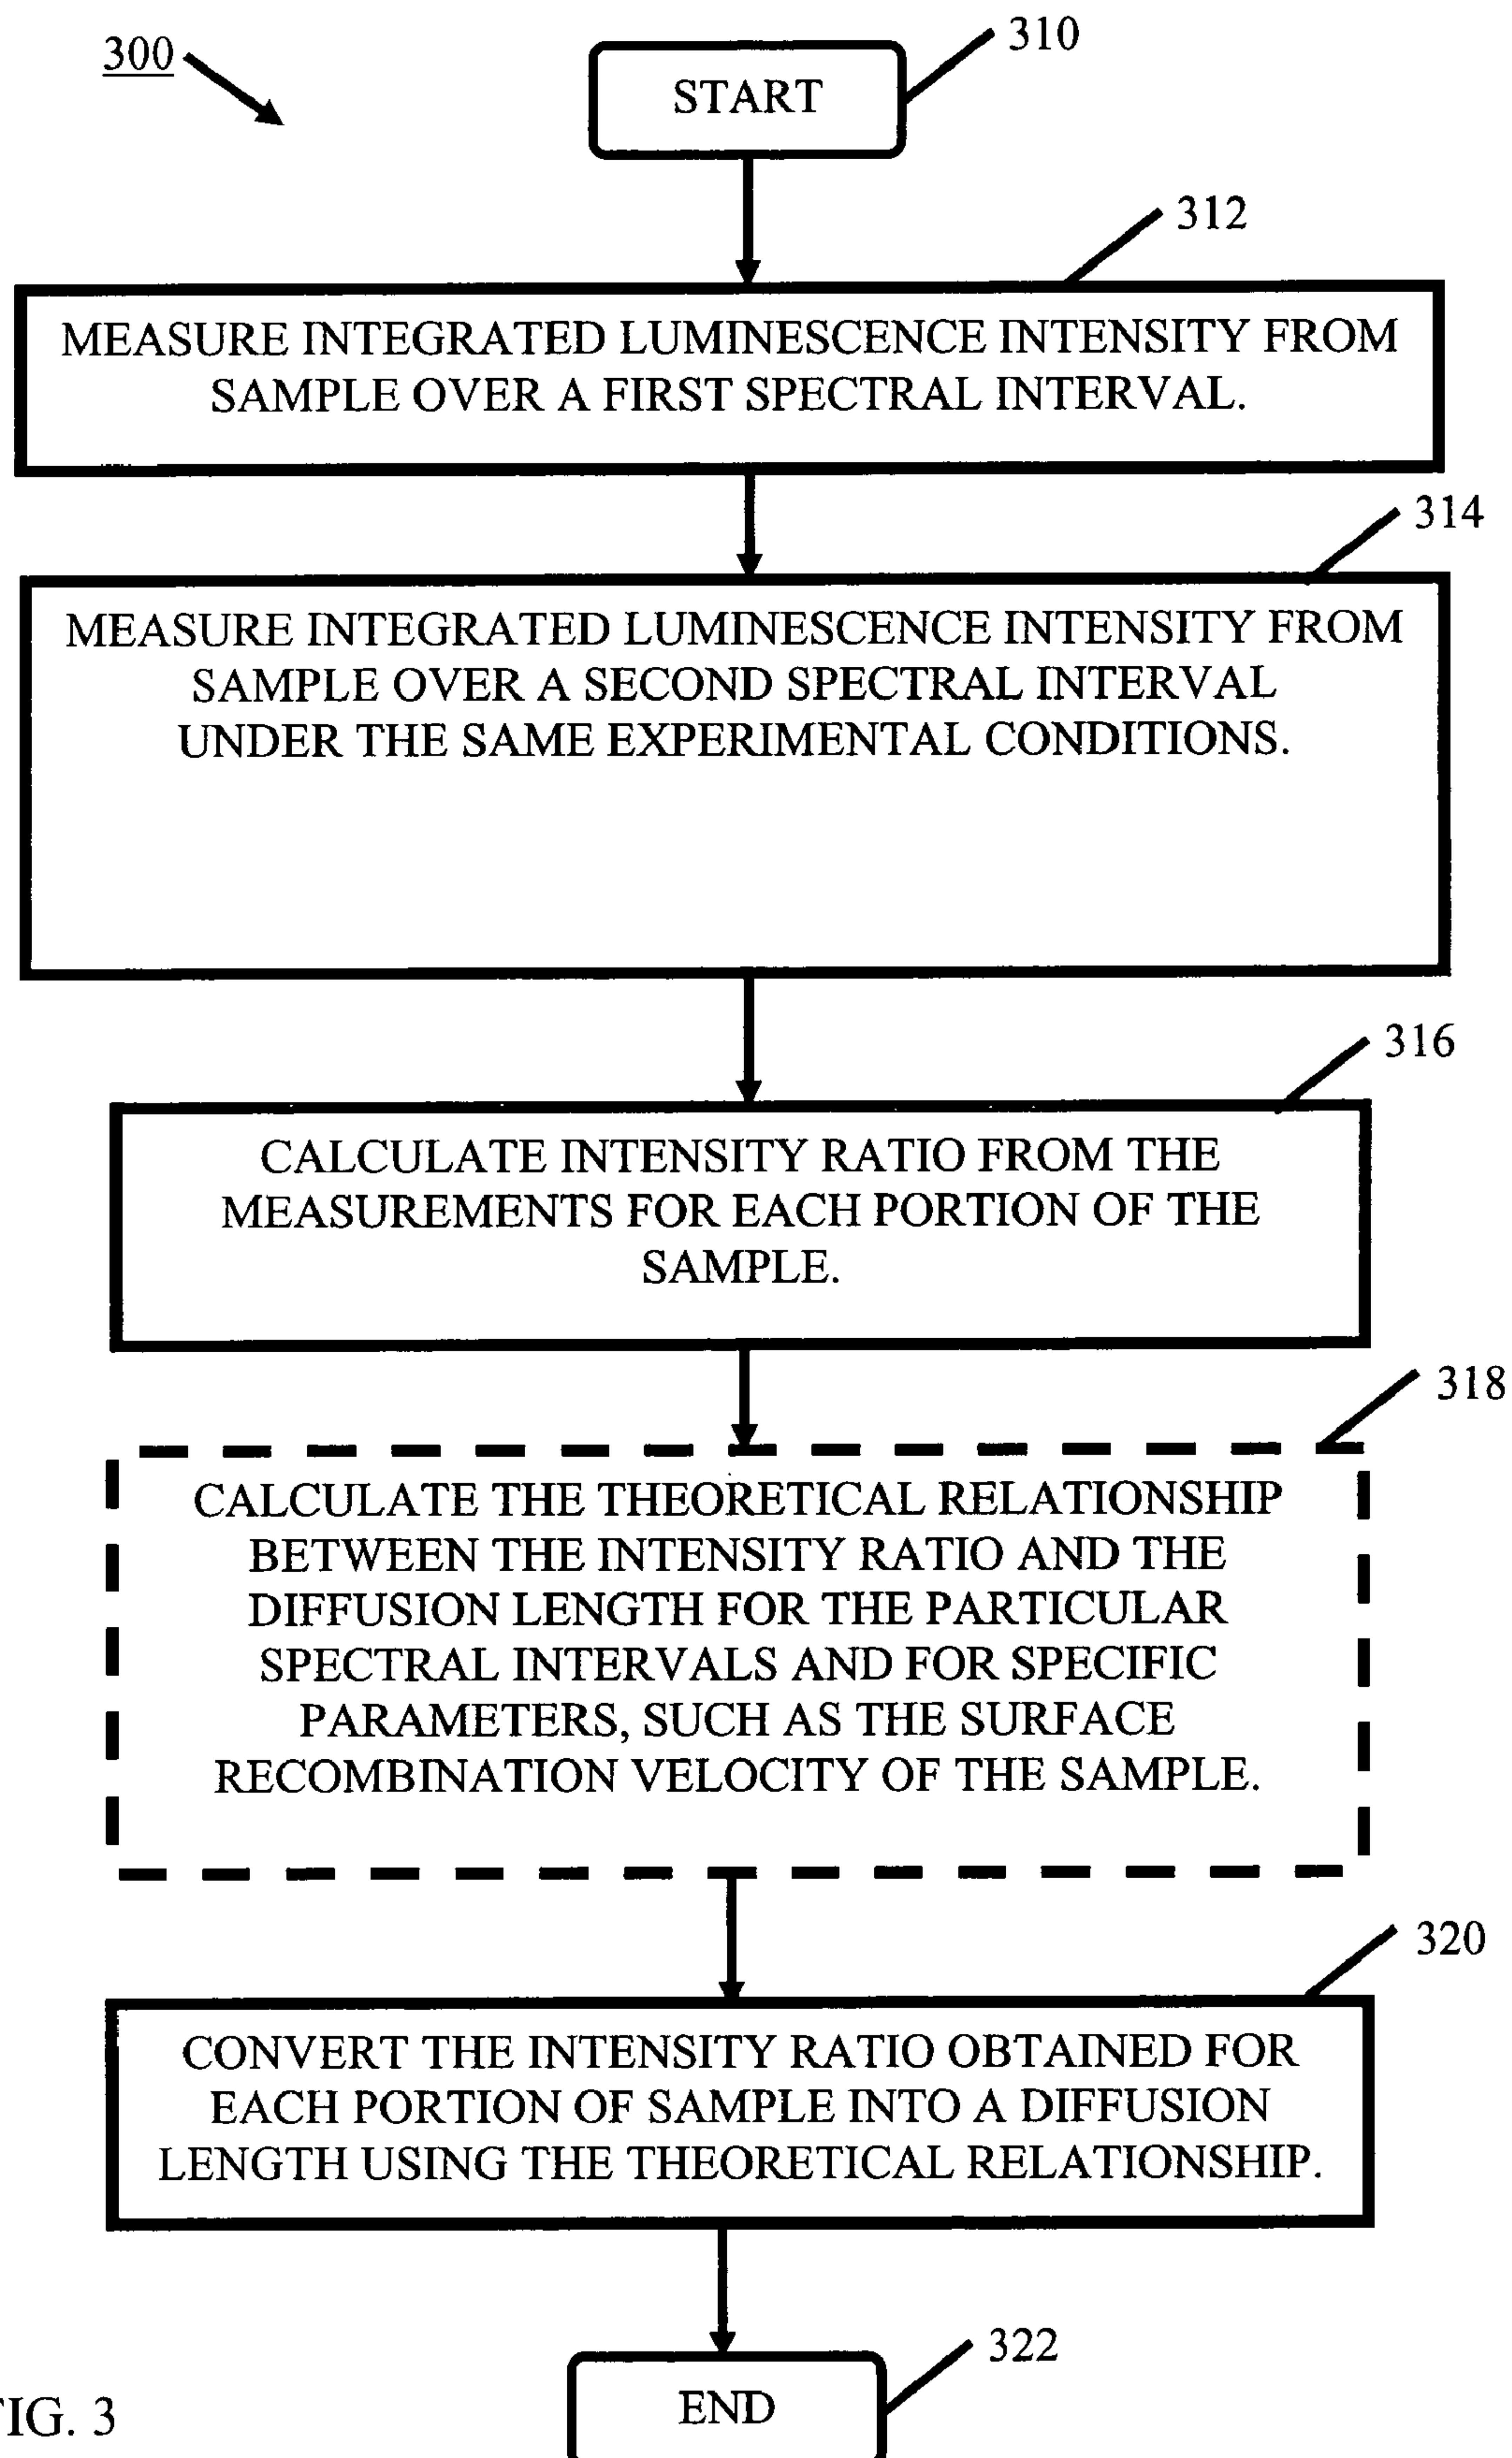 300
310
START
312
MEASURE INTEGRATED LUMINESCENCE INTENSITY FROM
SAMPLE OVER A FIRST SPECTRAL INTERVAL.
314
MEASURE INTEGRATED LUMINESCENCE INTENSITY FROM
SAMPLE OVER A SECOND SPECTRAL INTERVAL
UNDER THE SAME EXPERIMENTAL CONDITIONS.
316
CALCULATE INTENSITY RATIO FROM THE
MEASUREMENTS FOR EACH PORTION OF THE
SAMPLE.
318
CALCULATE THE THEORETICAL RELATIONSHIP
BETWEEN THE INTENSITY RATIO AND THE
DIFFUSION LENGTH FOR THE PARTICULAR
SPECTRAL INTERVALS AND FOR SPECIFIC
PARAMETERS, SUCH AS THE SURFACE
RECOMBINATION VELOCITY OF THE SAMPLE.
320
CONVERT THE INTENSITY RATIO OBTAINED FOR
EACH PORTION OF SAMPLE INTO A DIFFUSION
LENGTH USING THE THEORETICAL RELATIONSHIP.
322
END
FIG. 3